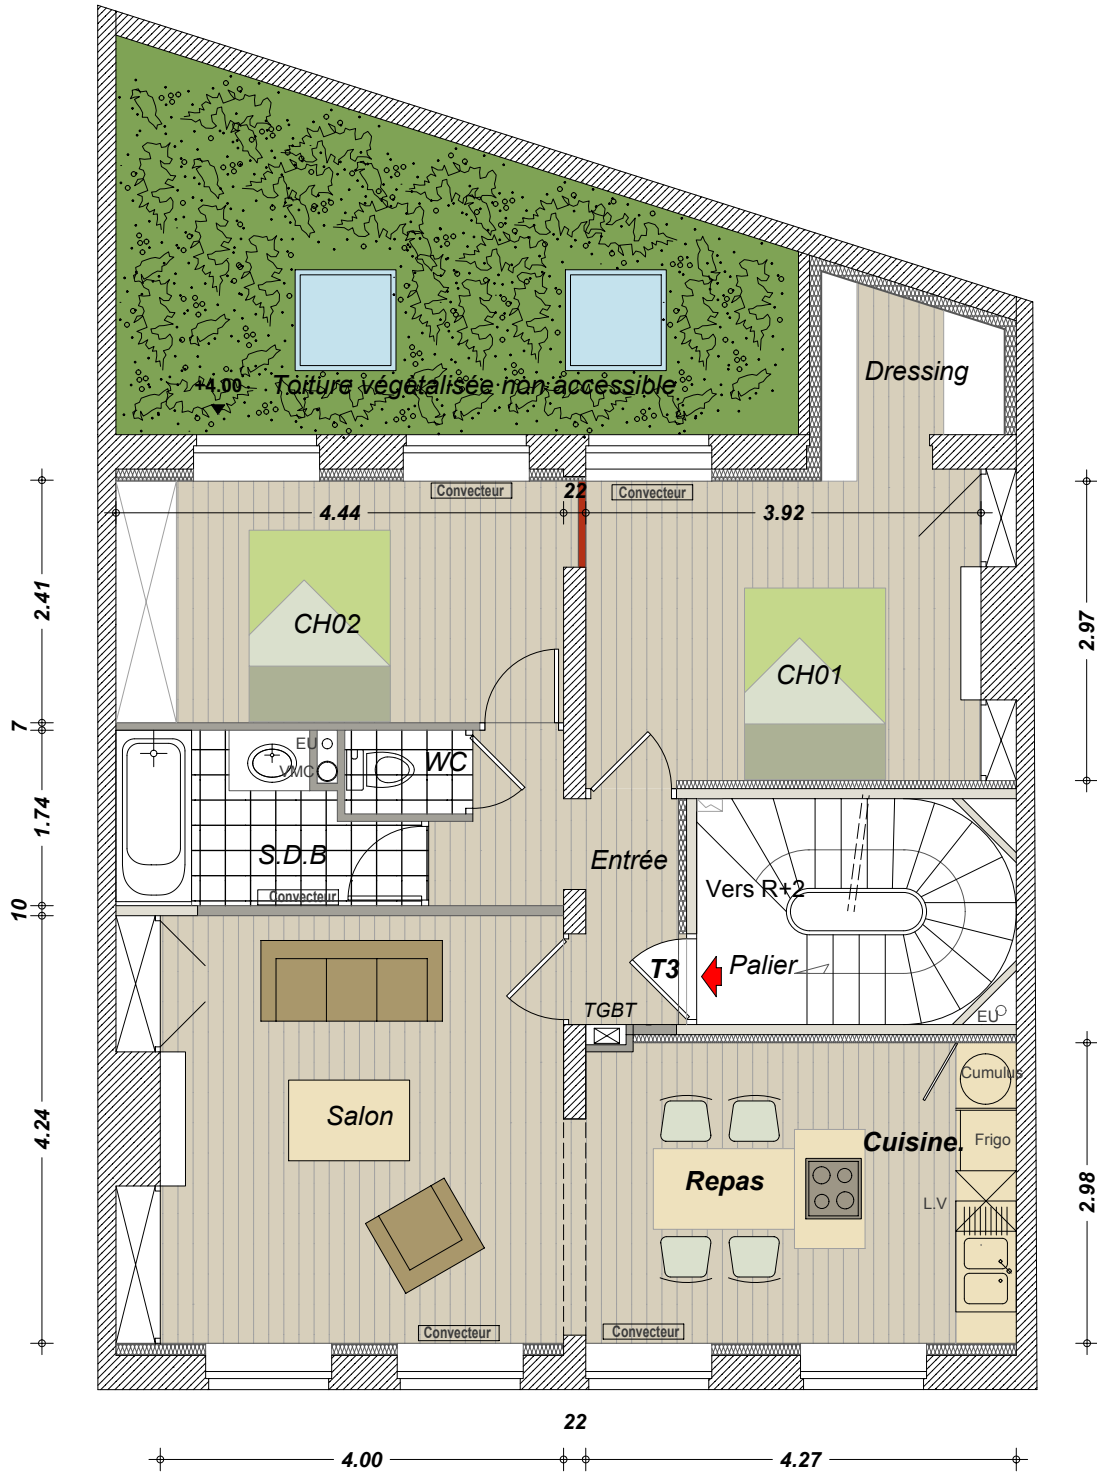 Dressing
+4.00
Toiture végétalisée non accessible
Convecteur
22
Convecteur
4.44
3.92
2.41
2.97
CH02
CH01
7
EU
VMC
WC
1.74
S.D.B
Entrée
Vers R+2
Convecteur
10
T3
Palier
TGBT
EU
Cumulus
4.24
Salon
Cuisine.
Frigo
Repas
L.V
2.98
Convecteur
Convecteur
22
4.00
4.27